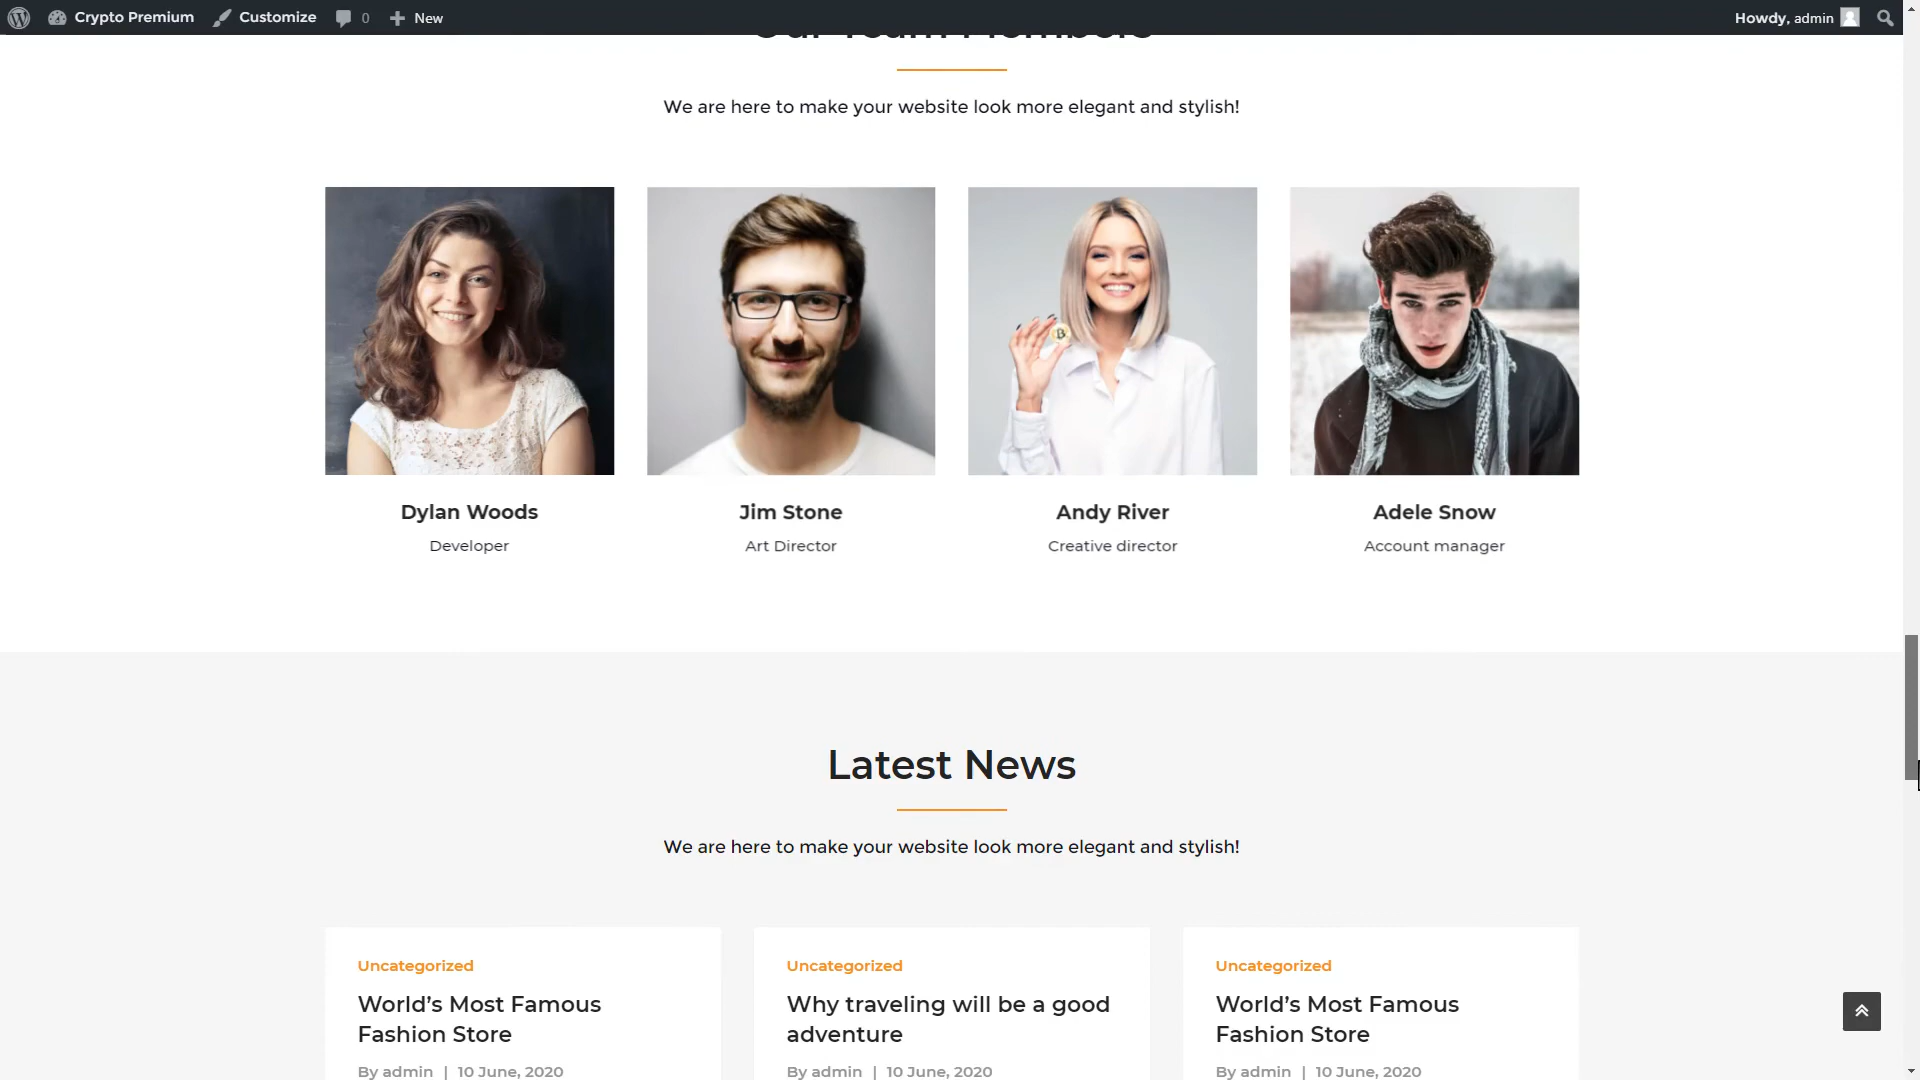 Crypto Premium Customize 0 New Howdy, admin
Our Team Members
We are here to make your website look more elegant and stylish!
Dylan Woods
Developer
Jim Stone
Art Director
Andy River
Creative director
Adele Snow
Account manager
Latest News
We are here to make your website look more elegant and stylish!
Uncategorized
World’s Most Famous
Fashion Store
By admin | 10 June, 2020
Uncategorized
Why traveling will be a good
adventure
By admin | 10 June, 2020
Uncategorized
World’s Most Famous
Fashion Store
By admin | 10 June, 2020